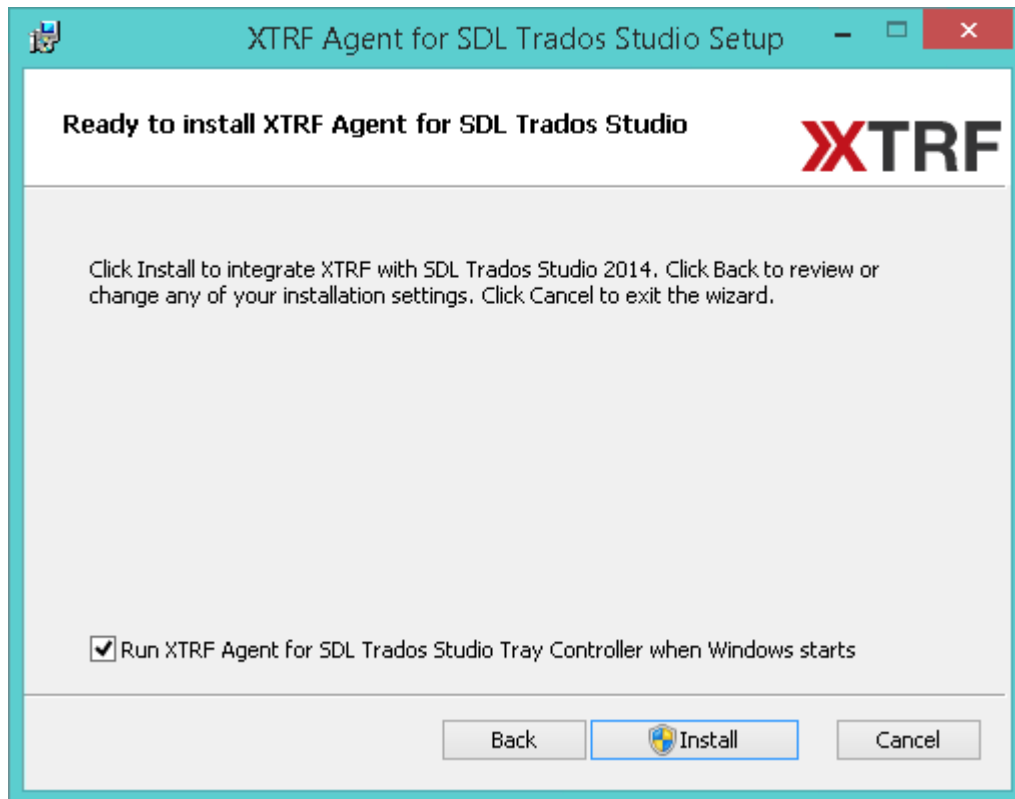 XTRF Agent for SDL Trados Studio Setup
Ready to install XTRF Agent for SDL Trados Studio
XTRF
Click Install to integrate XTRF with SDL Trados Studio 2014. Click Back to review or
change any of your installation settings. Click Cancel to exit the wizard.
Run XTRF Agent for SDL Trados Studio Tray Controller when Windows starts
Back
Install
Cancel